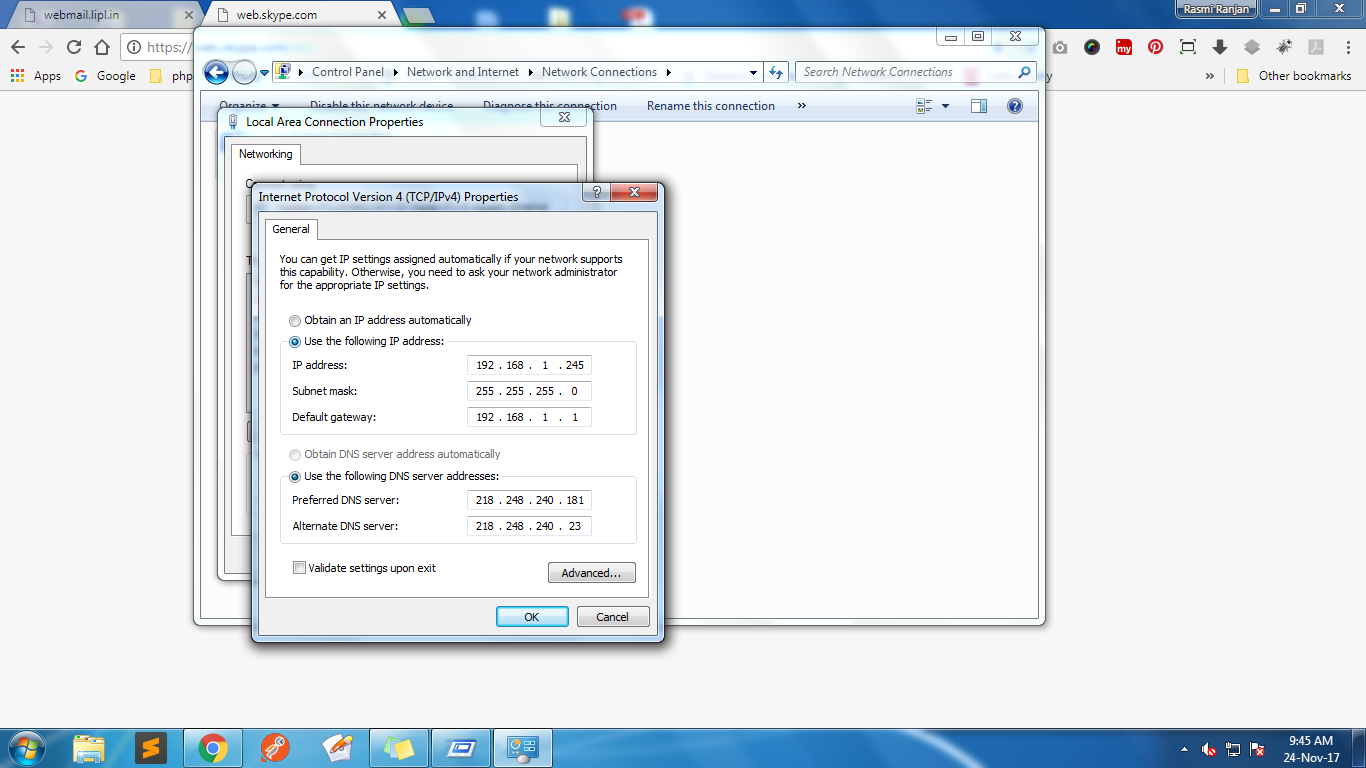 webmail.lipl.in
web.skype.com
Rasmi Ranjan
https://
Apps
Google
php
Other bookmarks
Control Panel
Network and Internet
Network Connections
Search Network Connections
Organize
Disable this network device
Diagnose this connection
Rename this connection
»
Local Area Connection Properties
Networking
Internet Protocol Version 4 (TCP/IPv4) Properties
General
You can get IP settings assigned automatically if your network supports
this capability. Otherwise, you need to ask your network administrator
for the appropriate IP settings.
Obtain an IP address automatically
Use the following IP address:
IP address: 192 . 168 . 1 . 245
Subnet mask: 255 . 255 . 255 . 0
Default gateway: 192 . 168 . 1 . 1
Obtain DNS server address automatically
Use the following DNS server addresses:
Preferred DNS server: 218 . 248 . 240 . 181
Alternate DNS server: 218 . 248 . 240 . 23
Validate settings upon exit
Advanced...
OK
Cancel
9:45 AM
24-Nov-17